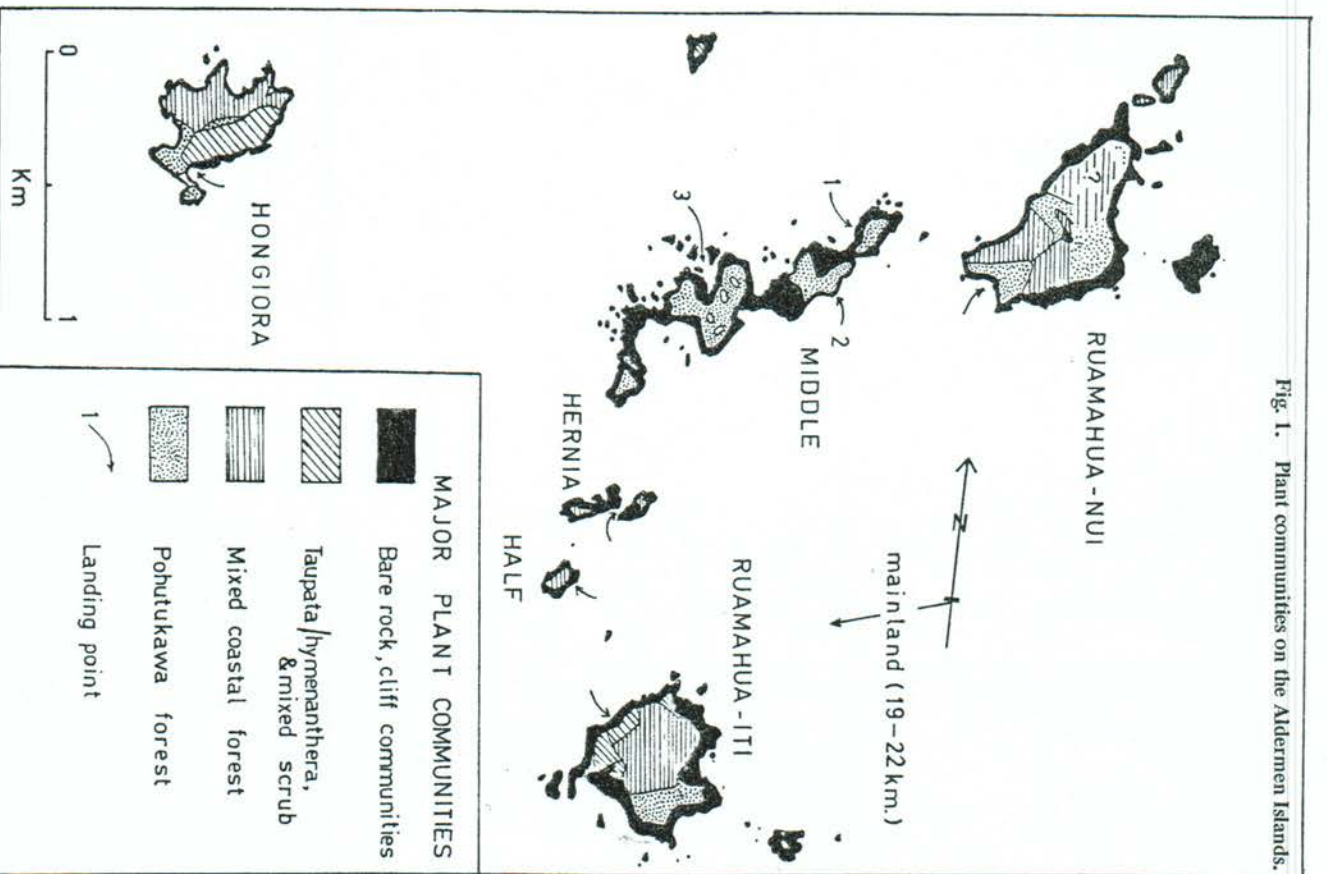 Fig. 1. Plant communities on the Aldermen Islands.
RUAMAHUA-NUI
?
N
mainland (19–22 km.)
MIDDLE
1
2
3
RUAMAHUA-ITI
HERNIA
HALF
HONGIORA
0
1
Km
MAJOR PLANT COMMUNITIES
Bare rock, cliff communities
Taupata/hymenanthera,
& mixed scrub
Mixed coastal forest
Pohutukawa forest
1
Landing point